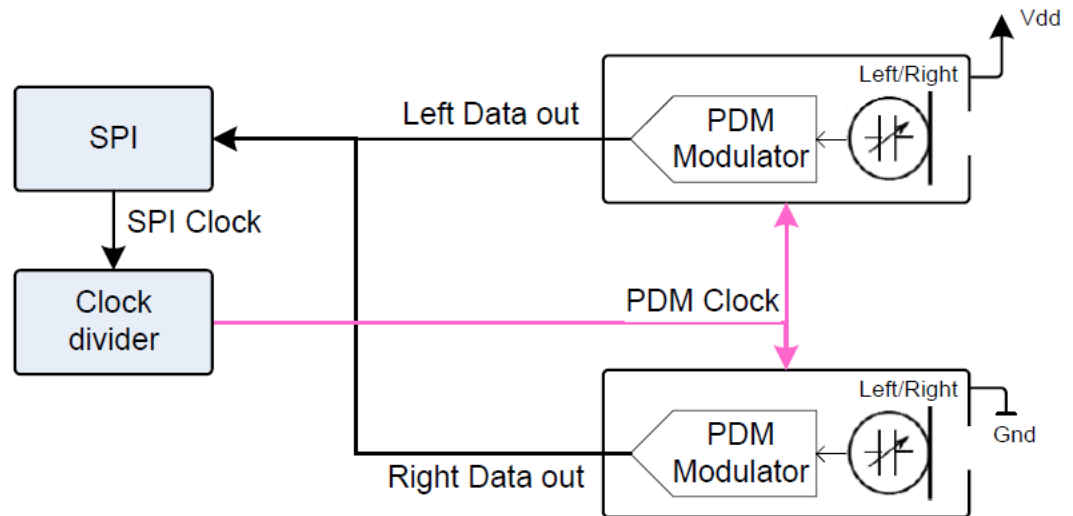 Vdd
Left/Right
Left Data out
PDM
Modulator
SPI
SPI Clock
Clock
divider
PDM Clock
Left/Right
PDM
Modulator
Gnd
Right Data out